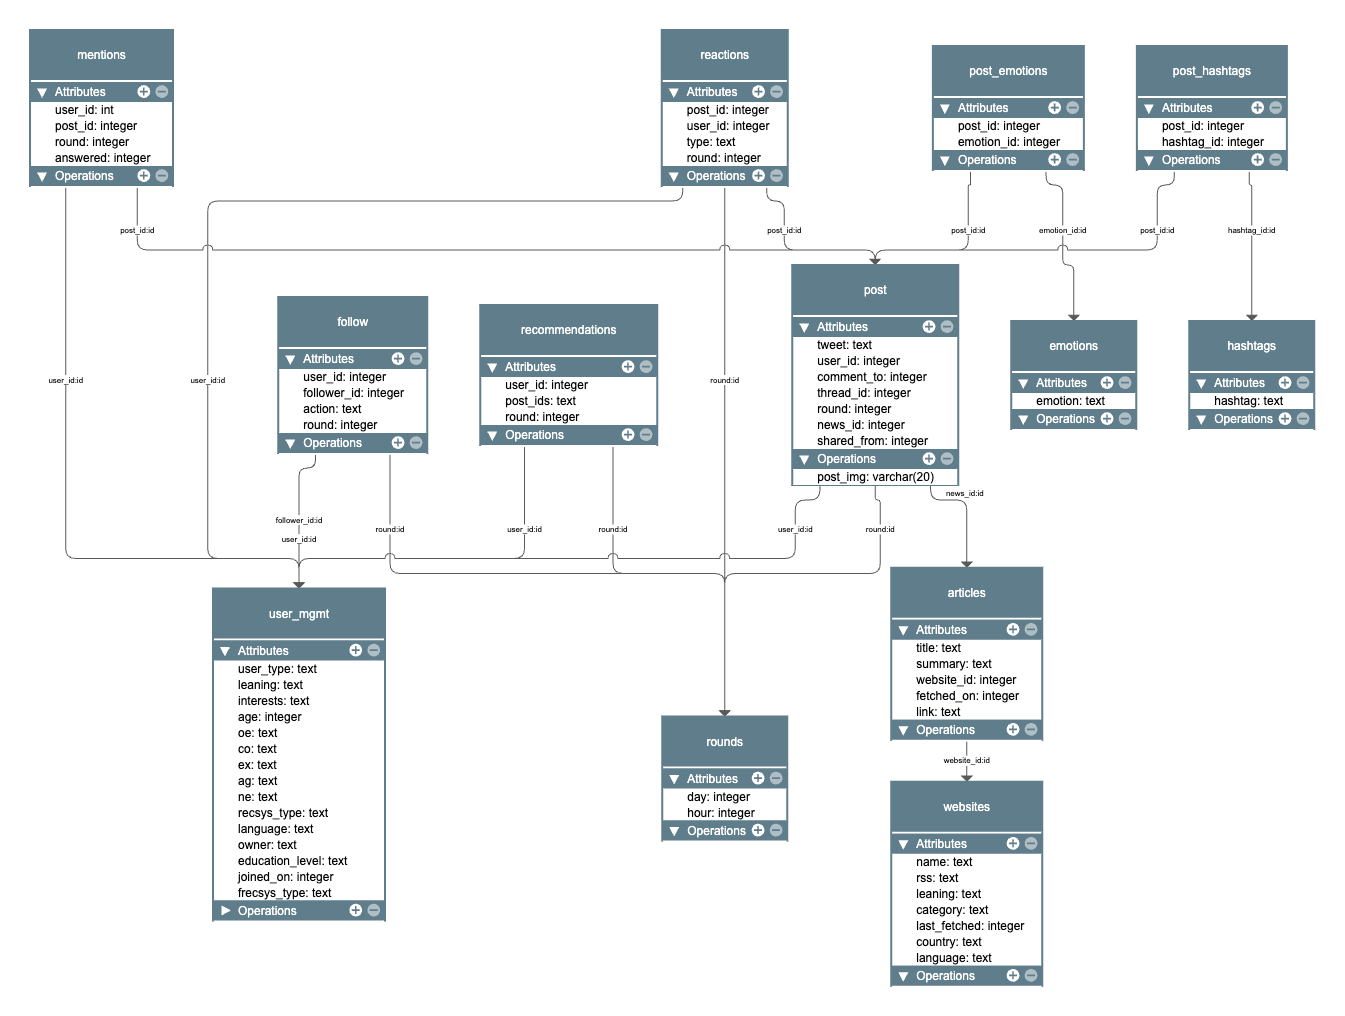 mentions
Attributes
user_id: int
post_id: integer
round: integer
answered: integer
Operations
reactions
Attributes
post_id: integer
user_id: integer
type: text
round: integer
Operations
post_emotions
Attributes
post_id: integer
emotion_id: integer
Operations
post_hashtags
Attributes
post_id: integer
hashtag_id: integer
Operations
post_id:id
post_id:id
post_id:id
emotion_id:id
post_id:id
hashtag_id:id
follow
Attributes
user_id: integer
follower_id: integer
action: text
round: integer
Operations
recommendations
Attributes
user_id: integer
post_ids: text
round: integer
Operations
post
Attributes
tweet: text
user_id: integer
comment_to: integer
thread_id: integer
round: integer
news_id: integer
shared_from: integer
Operations
post_img: varchar(20)
emotions
Attributes
emotion: text
Operations
hashtags
Attributes
hashtag: text
Operations
user_id:id
user_id:id
round:id
news_id:id
follower_id:id
user_id:id
round:id
user_id:id
round:id
user_id:id
round:id
user_mgmt
Attributes
user_type: text
leaning: text
interests: text
age: integer
oe: text
co: text
ex: text
ag: text
ne: text
recsys_type: text
language: text
owner: text
education_level: text
joined_on: integer
frecsys_type: text
Operations
rounds
Attributes
day: integer
hour: integer
Operations
articles
Attributes
title: text
summary: text
website_id: integer
fetched_on: integer
link: text
Operations
website_id:id
websites
Attributes
name: text
rss: text
leaning: text
category: text
last_fetched: integer
country: text
language: text
Operations